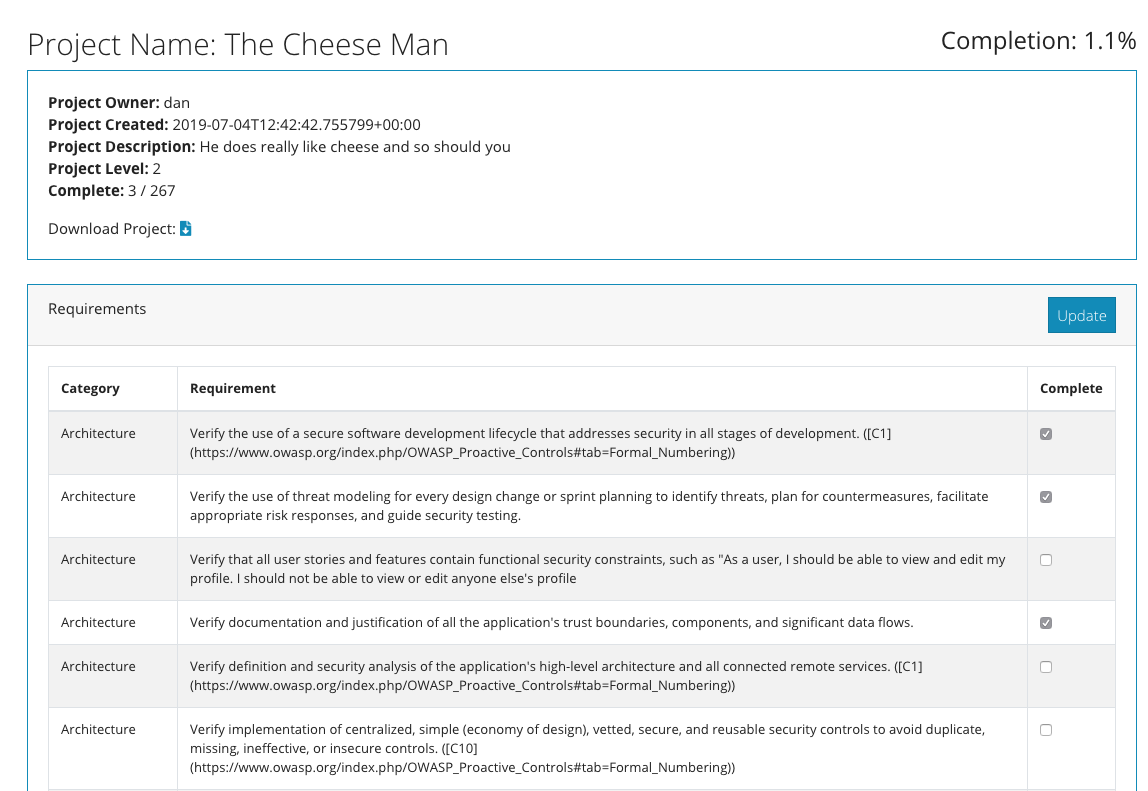 Project Name: The Cheese Man
Completion: 1.1%
Project Owner: dan
Project Created: 2019-07-04T12:42:42.755799+00:00
Project Description: He does really like cheese and so should you
Project Level: 2
Complete: 3 / 267
Download Project:
Requirements
Update
Category Requirement Complete
Architecture Verify the use of a secure software development lifecycle that addresses security in all stages of development. ([C1]
(https://www.owasp.org/index.php/OWASP_Proactive_Controls#tab=Formal_Numbering))
Architecture Verify the use of threat modeling for every design change or sprint planning to identify threats, plan for countermeasures, facilitate
appropriate risk responses, and guide security testing.
Architecture Verify that all user stories and features contain functional security constraints, such as "As a user, I should be able to view and edit my
profile. I should not be able to view or edit anyone else's profile
Architecture Verify documentation and justification of all the application's trust boundaries, components, and significant data flows.
Architecture Verify definition and security analysis of the application's high-level architecture and all connected remote services. ([C1]
(https://www.owasp.org/index.php/OWASP_Proactive_Controls#tab=Formal_Numbering))
Architecture Verify implementation of centralized, simple (economy of design), vetted, secure, and reusable security controls to avoid duplicate,
missing, ineffective, or insecure controls. ([C10]
(https://www.owasp.org/index.php/OWASP_Proactive_Controls#tab=Formal_Numbering))